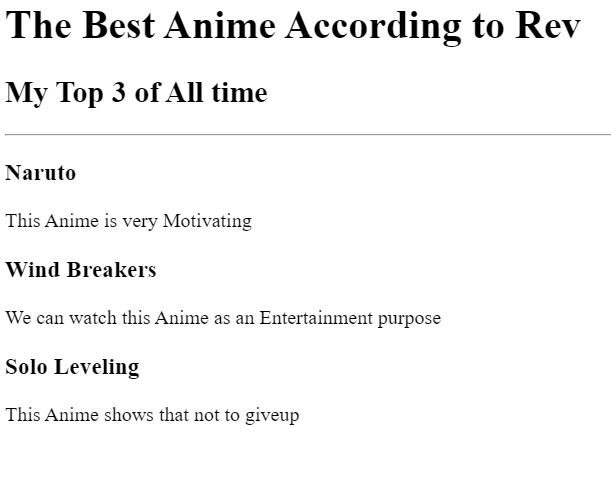 The Best Anime According to Rev
My Top 3 of All time
Naruto
This Anime is very Motivating
Wind Breakers
We can watch this Anime as an Entertainment purpose
Solo Leveling
This Anime shows that not to giveup